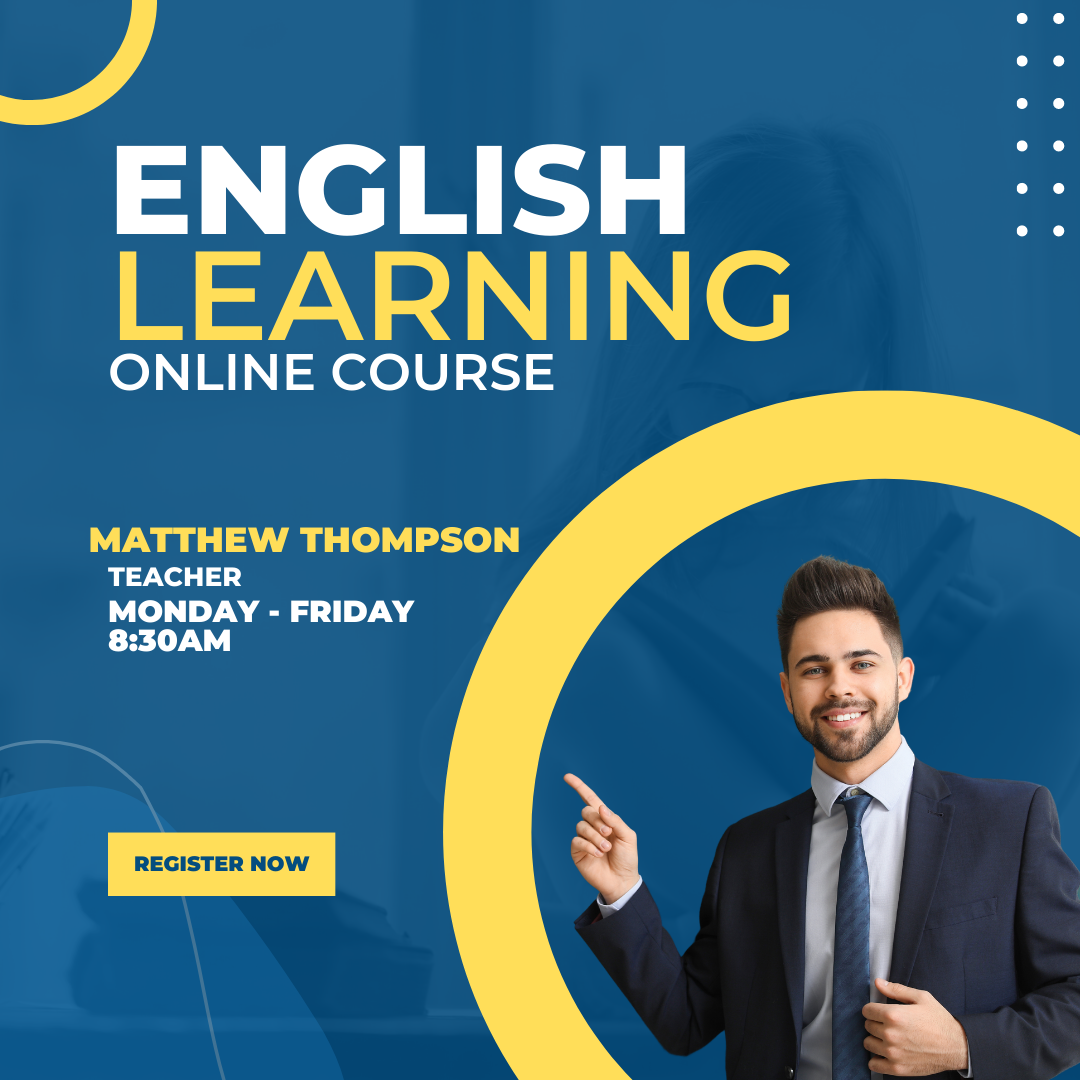 ENGLISH
LEARNING
ONLINE COURSE
MATTHEW THOMPSON
TEACHER
MONDAY - FRIDAY
8:30AM
REGISTER NOW